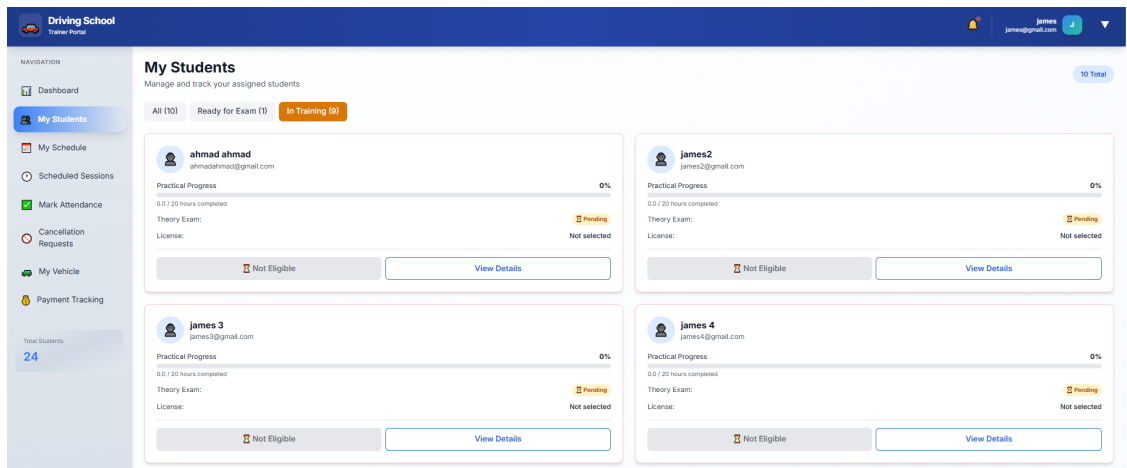 Driving School
Trainer Portal
james
james@gmail.com
J
NAVIGATION
Dashboard
My Students
My Schedule
Scheduled Sessions
Mark Attendance
Cancellation
Requests
My Vehicle
Payment Tracking
Total Students
24
My Students
Manage and track your assigned students
10 Total
All (10)
Ready for Exam (1)
In Training (9)
ahmad ahmad
ahmadahmad@gmail.com
Practical Progress 0%
0.0 / 20 hours completed
Theory Exam: Pending
License: Not selected
Not Eligible
View Details
james2
james2@gmail.com
Practical Progress 0%
0.0 / 20 hours completed
Theory Exam: Pending
License: Not selected
Not Eligible
View Details
james 3
james3@gmail.com
Practical Progress 0%
0.0 / 20 hours completed
Theory Exam: Pending
License: Not selected
Not Eligible
View Details
james 4
james4@gmail.com
Practical Progress 0%
0.0 / 20 hours completed
Theory Exam: Pending
License: Not selected
Not Eligible
View Details